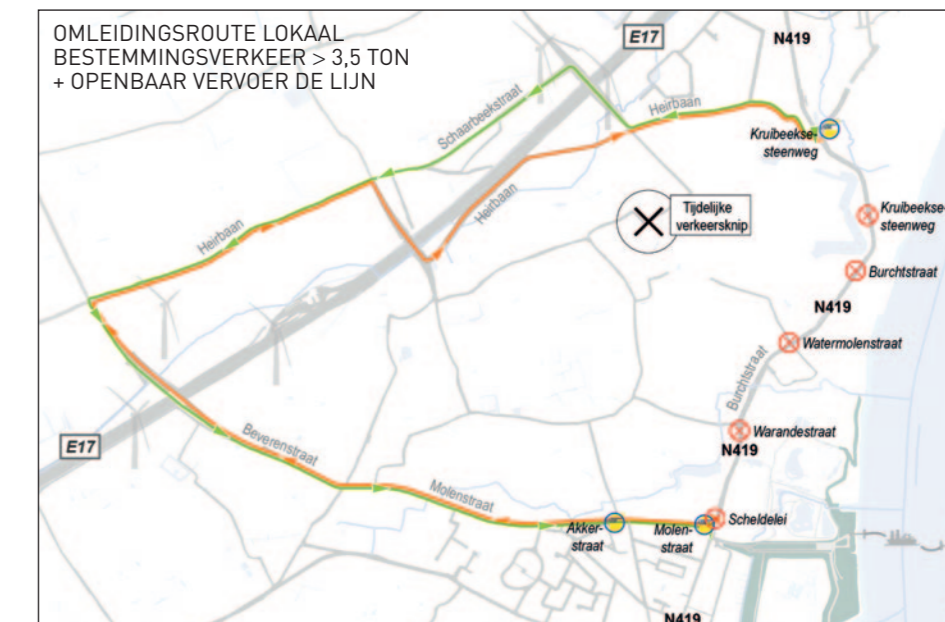 OMLEIDINGSROUTE LOKAAL
BESTEMMINGSVERKEER > 3,5 TON
+ OPENBAAR VERVOER DE LIJN
E17
N419
Heirbaan
Schaarbeekstraat
Kruibeekse-
steenweg
Heirbaan
Tijdelijke
verkeersknip
Kruibeekse-
steenweg
Heirbaan
Burchtstraat
N419
Watermolenstraat
Burchtstraat
Warandestraat
N419
E17
Beverenstraat
Molenstraat
Akker-
straat
Molen-
straat
Scheldelei
N419